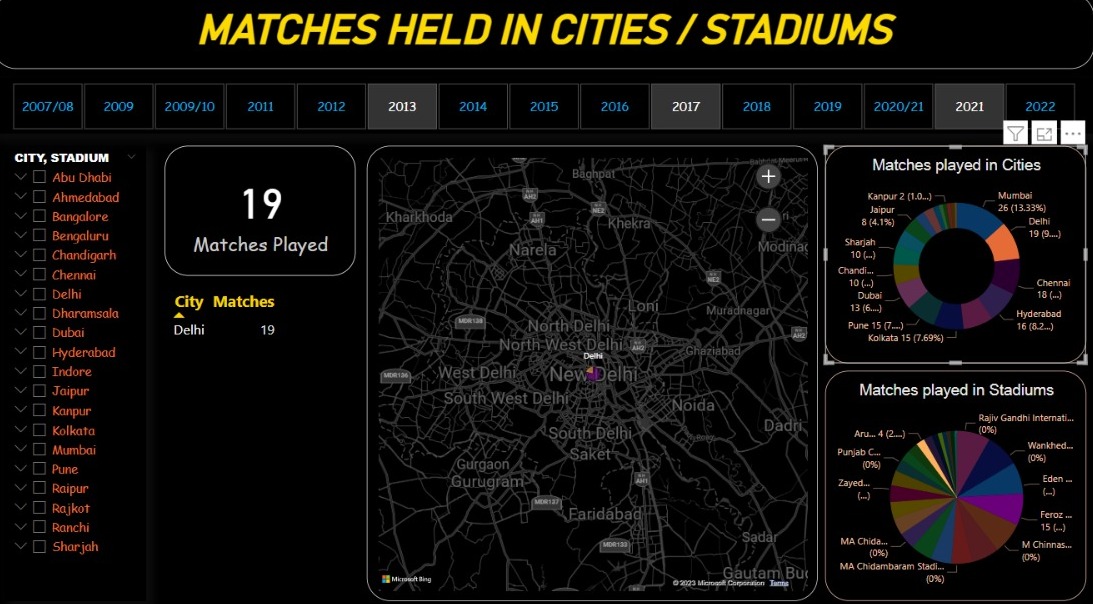 MATCHES HELD IN CITIES / STADIUMS
2007/08 2009 2009/10 2011 2012 2013 2014 2015 2016 2017 2018 2019 2020/21 2021 2022
CITY, STADIUM
Abu Dhabi
Ahmedabad
Bangalore
Bengaluru
Chandigarh
Chennai
Delhi
Dharamsala
Dubai
Hyderabad
Indore
Jaipur
Kanpur
Kolkata
Mumbai
Pune
Raipur
Rajkot
Ranchi
Sharjah
19
Matches Played
City Matches
Delhi 19
Baghpat
AH2
NE2
Kharkhoda
AH1
Khekra
Narela
Modinag
NE2
Loni
Muradnagar
MDR138
North Delhi
North West Delhi
AH2
AH2
Ghaziabad
Delhi
MDR136
West Delhi
New Delhi
South West Delhi
Noida
South Delhi
Dadri
Saket
Gurgaon
Gurugram
AH1
MDR137
Faridabad
Sadar
MDR133
Gautam Bud
Microsoft Bing
© 2023 Microsoft Corporation Terms
Matches played in Cities
Kanpur 2 (1.0...)
Mumbai
26 (13.33%)
Jaipur
8 (4.1%)
Delhi
19 (9....)
Sharjah
10 (...)
Chandi...
10 (...)
Chennai
18 (...)
Dubai
13 (6....)
Hyderabad
16 (8.2...)
Pune 15 (7....)
Kolkata 15 (7.69%)
Matches played in Stadiums
Rajiv Gandhi Internati...
(0%)
Aru... 4 (2....)
Wankhed...
(0%)
Punjab C...
(0%)
Eden ...
(...)
Zayed...
(...)
Feroz ...
15 (...)
MA Chida...
(0%)
M Chinnas...
(0%)
MA Chidambaram Stadi...
(0%)